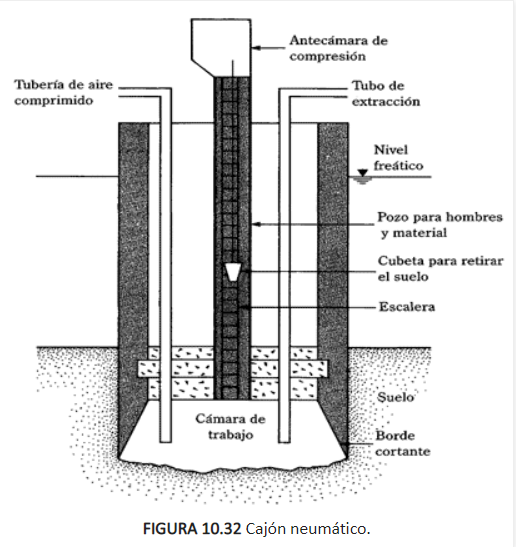 Antecámara de
compresión
Tubería de aire
comprimido
Tubo de
extracción
Nivel
freático
Pozo para hombres
y material
Cubeta para retirar
el suelo
Escalera
Suelo
Cámara de
trabajo
Borde
cortante
FIGURA 10.32 Cajón neumático.